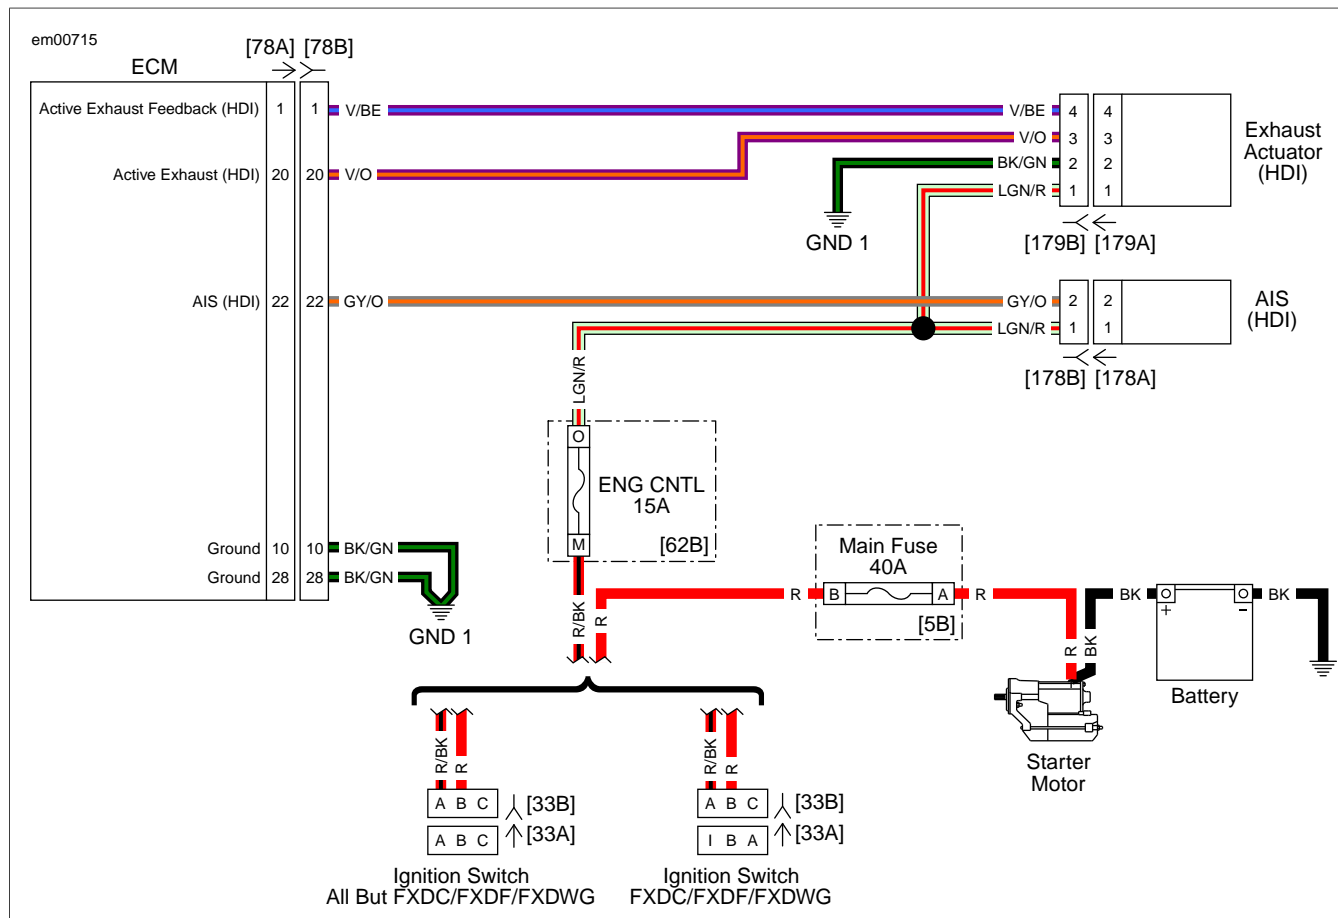 em00715
[78A] [78B]
ECM
Active Exhaust Feedback (HDI) 1 1 V/BE V/BE 4 4
V/O 3 3
Exhaust
Actuator
(HDI)
BK/GN 2 2
Active Exhaust (HDI) 20 20 V/O
LGN/R 1 1
GND 1
[179B] [179A]
AIS (HDI) 22 22 GY/O GY/O 2 2
AIS
(HDI)
LGN/R 1 1
[178B] [178A]
LGN/R
O
ENG CNTL
15A
M
[62B]
Ground 10 10 BK/GN
Ground 28 28 BK/GN
GND 1
Main Fuse
40A
R B A R
[5B]
BK BK
+ −
Battery
R/BK R
R BK
Starter
Motor
R/BK R
R/BK R
A B C [33B]
A B C [33A]
Ignition Switch
All But FXDC/FXDF/FXDWG
A B C [33B]
I B A [33A]
Ignition Switch
FXDC/FXDF/FXDWG